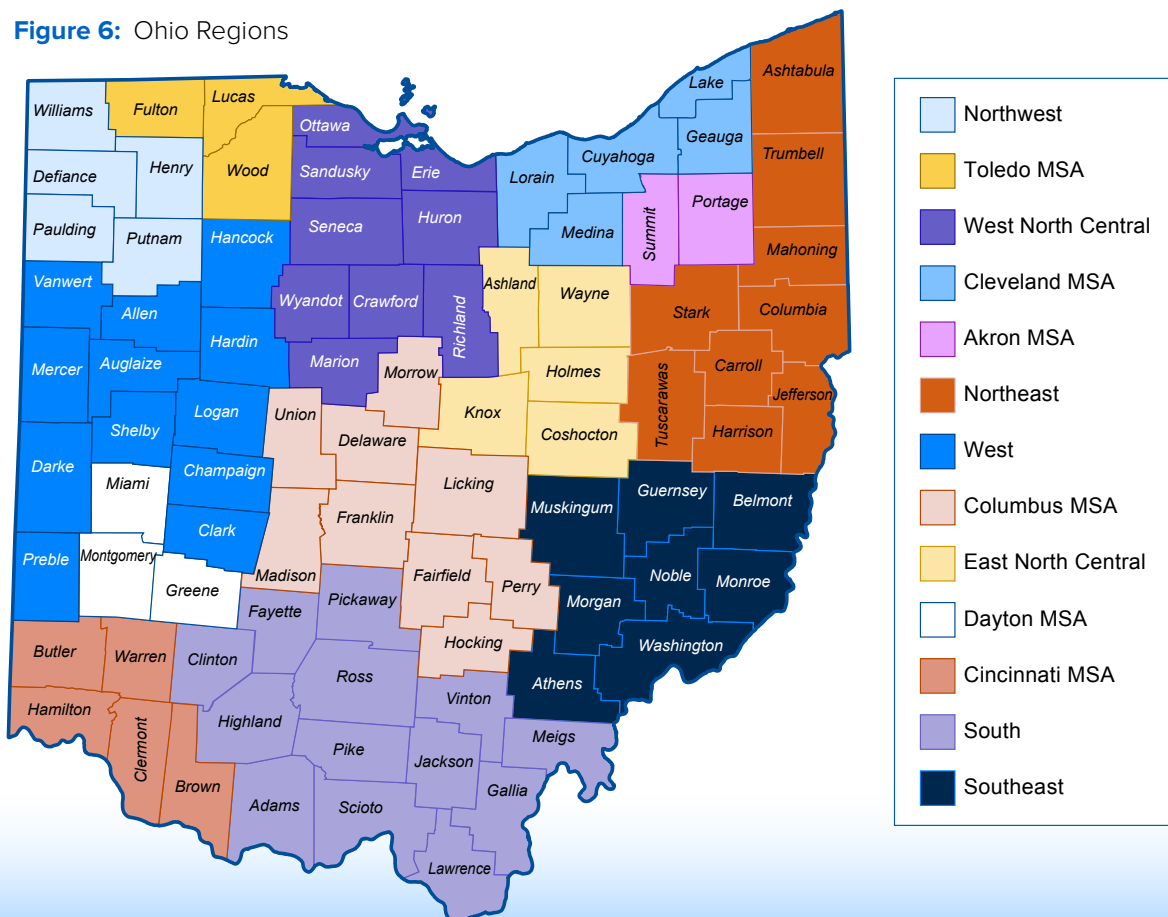 Figure 6: Ohio Regions
Williams
Fulton
Lucas
Ottawa
Lake
Ashtabula
Defiance
Henry
Wood
Sandusky
Erie
Lorain
Cuyahoga
Geauga
Trumbell
Paulding
Putnam
Hancock
Seneca
Huron
Medina
Summit
Portage
Mahoning
Vanwert
Allen
Wyandot
Crawford
Richland
Ashland
Wayne
Stark
Columbia
Mercer
Auglaize
Hardin
Marion
Morrow
Holmes
Tuscarawas
Carroll
Jefferson
Shelby
Logan
Union
Delaware
Knox
Coshocton
Harrison
Darke
Miami
Champaign
Licking
Muskingum
Guernsey
Belmont
Preble
Montgomery
Clark
Franklin
Greene
Madison
Fairfield
Perry
Morgan
Noble
Monroe
Fayette
Pickaway
Hocking
Washington
Butler
Warren
Clinton
Ross
Vinton
Athens
Hamilton
Clermont
Highland
Pike
Jackson
Meigs
Brown
Adams
Scioto
Gallia
Lawrence
Northwest
Toledo MSA
West North Central
Cleveland MSA
Akron MSA
Northeast
West
Columbus MSA
East North Central
Dayton MSA
Cincinnati MSA
South
Southeast